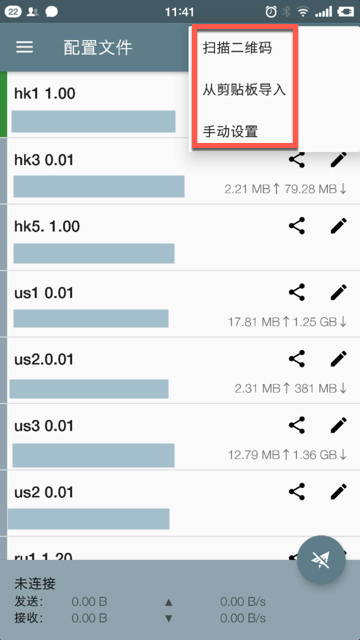 22
11:41
配置文件
扫描二维码
从剪贴板导入
手动设置
hk1 1.00
hk3 0.01
2.21 MB↑ 79.28 MB↓
hk5. 1.00
us1 0.01
17.81 MB↑ 1.25 GB↓
us2.0.01
2.31 MB↑ 381 MB↓
us3 0.01
12.79 MB↑ 1.36 GB↓
us2 0.01
ru1 1.20
未连接
发送: 0.00 B ▲ 0.00 B/s
接收: 0.00 B ▼ 0.00 B/s